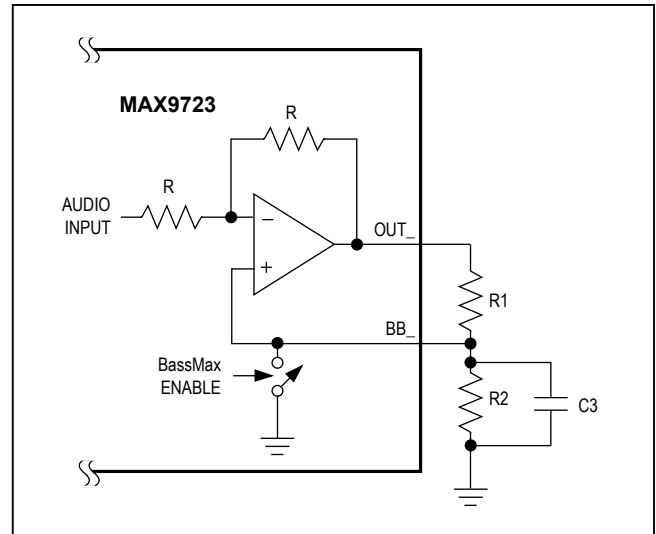 MAX9723
R
R
AUDIO
INPUT
−
+
OUT_
R1
BB_
BassMax
ENABLE
R2
C3